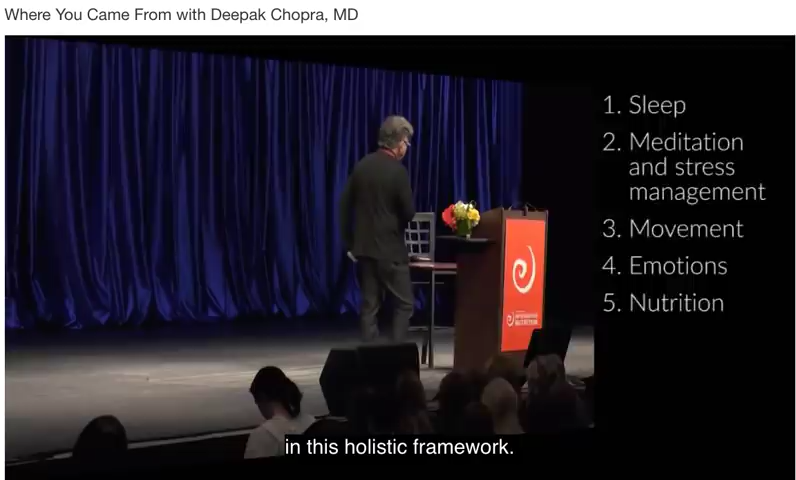 Where You Came From with Deepak Chopra, MD
1. Sleep
2. Meditation
and stress
management
3. Movement
4. Emotions
5. Nutrition
NUTRITION
in this holistic framework.